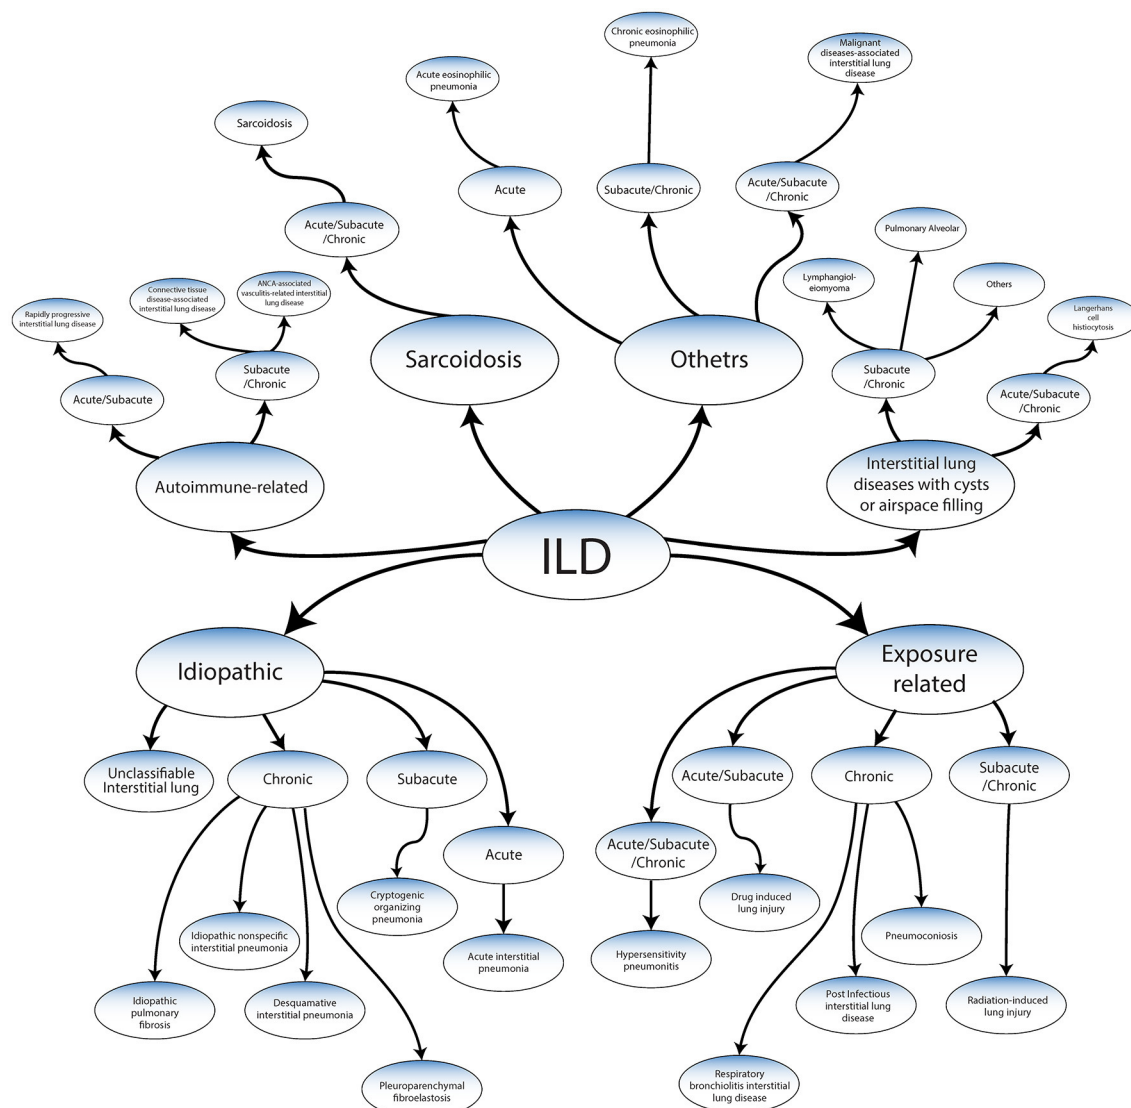 Chronic eosinophilic
pneumonia
Malignant
diseases-associated
interstitial lung
disease
Acute eosinophilic
pneumonia
Sarcoidosis
Acute
Subacute/Chronic
Acute/Subacute
/Chronic
Acute/Subacute
/Chronic
Pulmonary Alveolar
Lymphangiol-
eiomyoma
Others
Connective tissue
disease-associated
interstitial lung disease
ANCA-associated
vasculitis-related interstitial
lung disease
Rapidly progressive
interstitial lung disease
Langerhans
cell
histiocytosis
Sarcoidosis
Othetrs
Subacute
/Chronic
Subacute
/Chronic
Acute/Subacute
Acute/Subacute
/Chronic
Autoimmune-related
Interstitial lung
diseases with cysts
or airspace filling
ILD
Idiopathic
Exposure
related
Unclassifiable
Interstitial lung
Chronic
Subacute
Acute
Acute/Subacute
Chronic
Subacute
/Chronic
Acute/Subacute
/Chronic
Cryptogenic
organizing
pneumonia
Drug induced
lung injury
Idiopathic nonspecific
interstitial pneumonia
Acute interstitial
pneumonia
Hypersensitivity
pneumonitis
Pneumoconiosis
Idiopathic
pulmonary
fibrosis
Desquamative
interstitial pneumonia
Post Infectious
interstitial lung
disease
Radiation-induced
lung injury
Pleuroparenchymal
fibroelastosis
Respiratory
bronchiolitis interstitial
lung disease